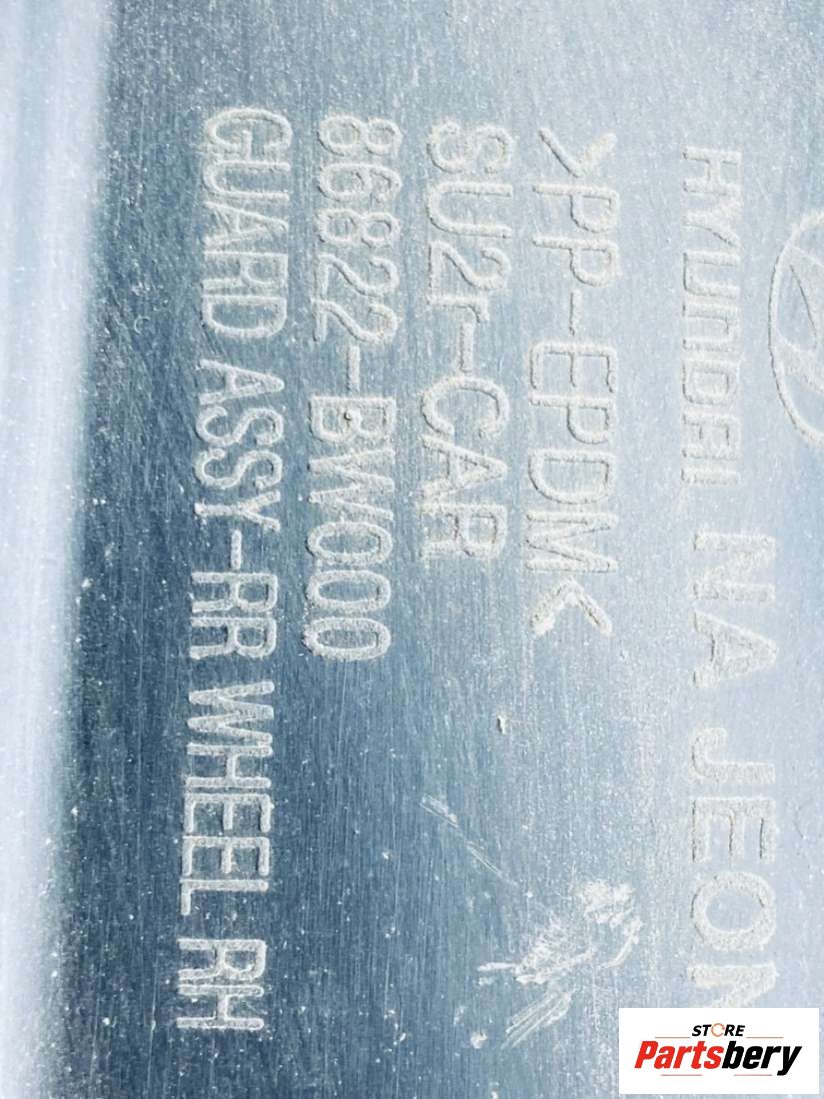 HYUNDAI NA JEON
>PP-EPDM<
SU2r-CAR
86822-BW000
GUARD ASSY-RR WHEEL RH
STORE
Partsbery